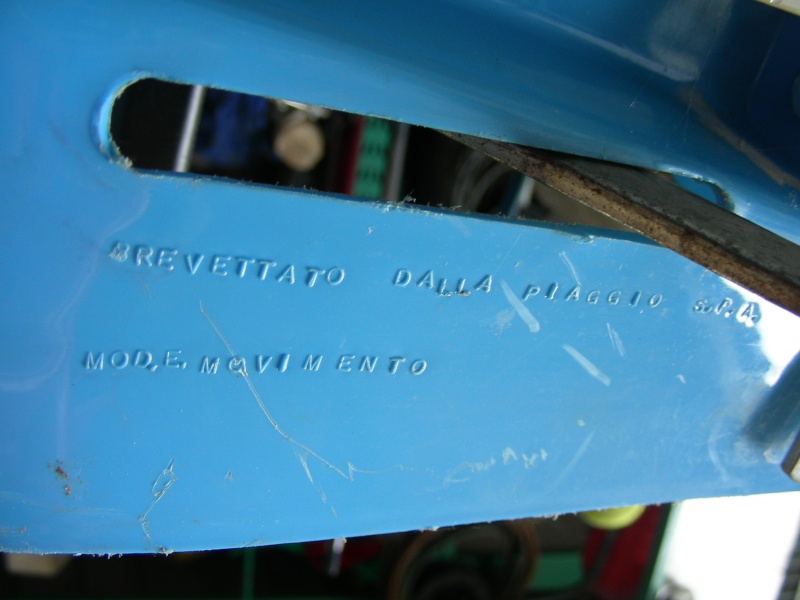 BREVETTATO DALLA PIAGGIO S.P.A.
MOD.E. MOVIMENTO